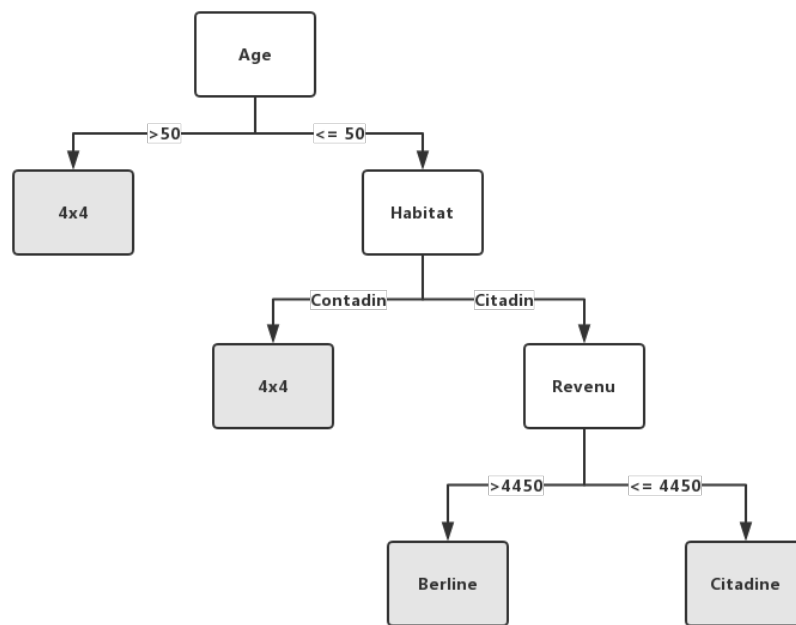 Age
>50
<= 50
4x4
Habitat
Contadin
Citadin
4x4
Revenu
>4450
<= 4450
Berline
Citadine